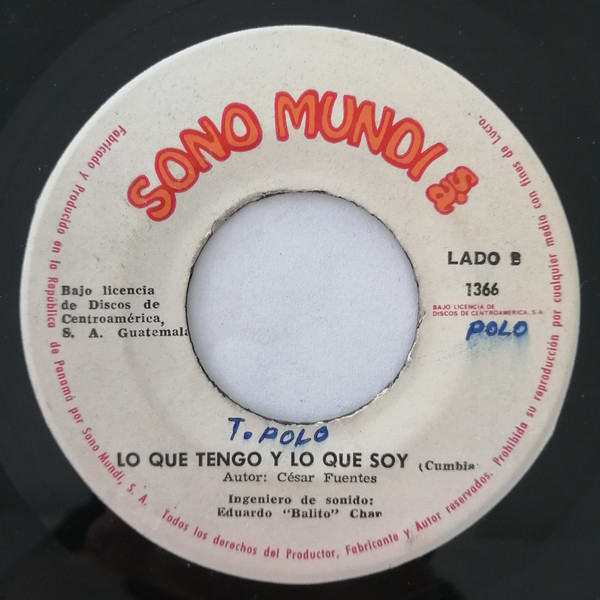 SONO MUNDI S.A.
LADO B
1366
BAJO LICENCIA DE
DISCOS DE CENTROAMERICA, S.A.
POLO
Bajo licencia
de Discos de
Centroamérica,
S. A. Guatemala
T. POLO
LO QUE TENGO Y LO QUE SOY (Cumbia
Autor: César Fuentes
Ingeniero de sonido:
Eduardo "Balito" Chan
Fabricado y Producido en la República de Panamá por Sono Mundi, S. A. Todos los derechos del Productor, Fabricante y Autor reservados. Prohibida su reproducción por cualquier medio con fines de Lucro.